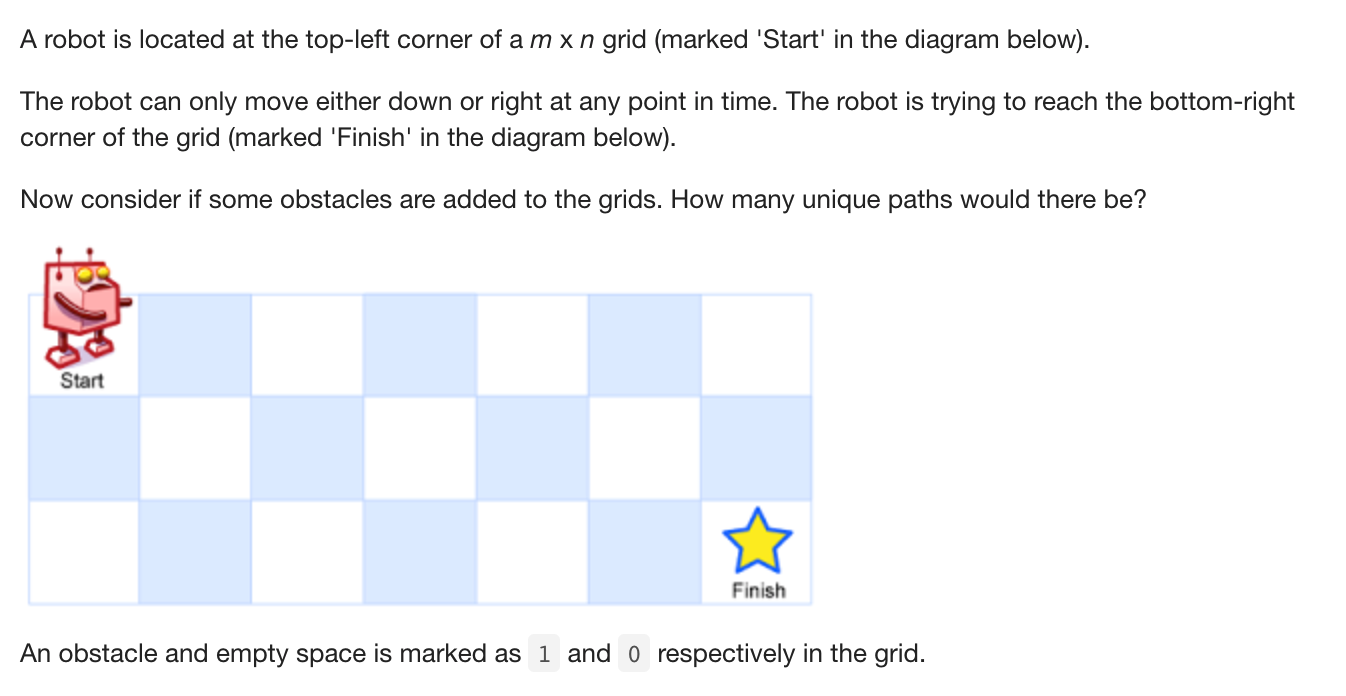 A robot is located at the top-left corner of a m x n grid (marked 'Start' in the diagram below).
The robot can only move either down or right at any point in time. The robot is trying to reach the bottom-right
corner of the grid (marked 'Finish' in the diagram below).
Now consider if some obstacles are added to the grids. How many unique paths would there be?
Start
Finish
An obstacle and empty space is marked as 1 and 0 respectively in the grid.